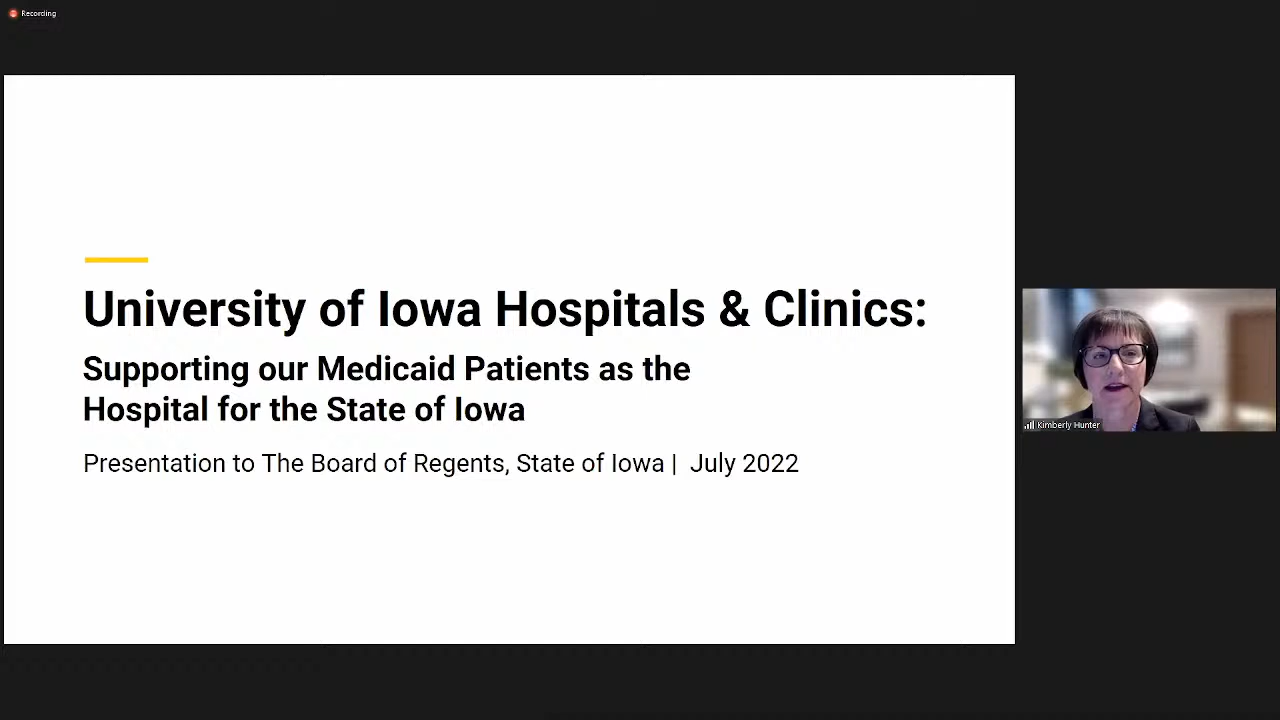 Recording
University of Iowa Hospitals & Clinics:
Supporting our Medicaid Patients as the
Hospital for the State of Iowa
Presentation to The Board of Regents, State of Iowa | July 2022
Kimberly Hunter